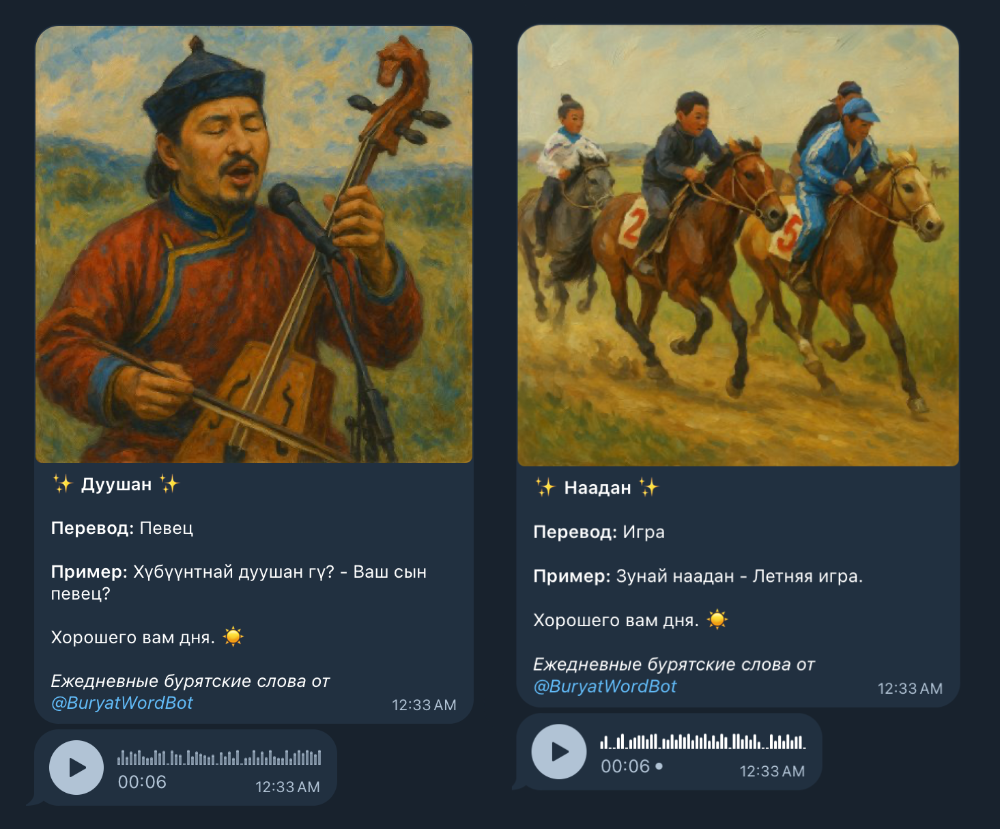 ✨ Дуушан ✨
Перевод: Певец
Пример: Хүбүүнтнай дуушан гү? - Ваш сын
певец?
Хорошего вам дня. ☀️
Ежедневные бурятские слова от
@BuryatWordBot
12:33 AM
00:06
12:33 AM
2
5
✨ Наадан ✨
Перевод: Игра
Пример: Зунай наадан - Летняя игра.
Хорошего вам дня. ☀️
Ежедневные бурятские слова от
@BuryatWordBot
12:33 AM
00:06
12:33 AM